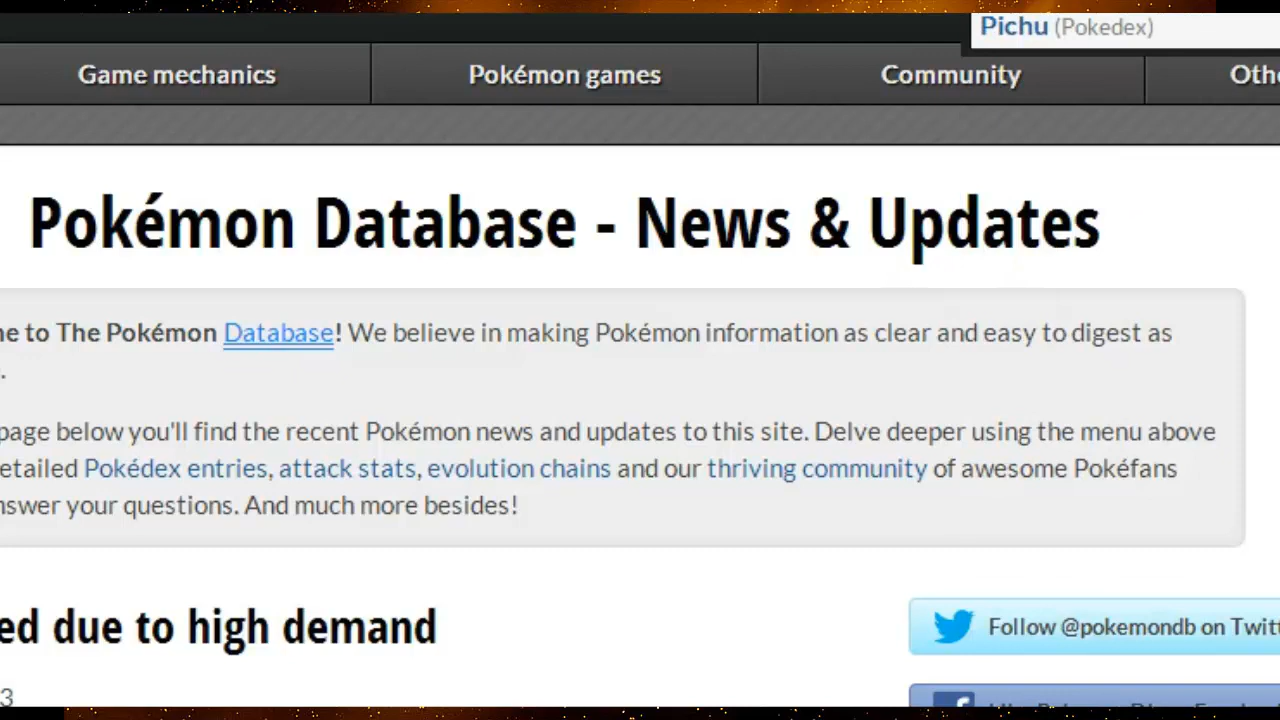 Pichu (Pokedex)
Game mechanics Pokémon games Community
Pokémon Database - News & Updates
to The Pokémon Database! We believe in making Pokémon information as clear and easy to digest as
.
page below you'll find the recent Pokémon news and updates to this site. Delve deeper using the menu above
Pokédex entries, attack stats, evolution chains and our thriving community of awesome Pokéfans
your questions. And much more besides!
due to high demand
Follow @pokemondb on
3